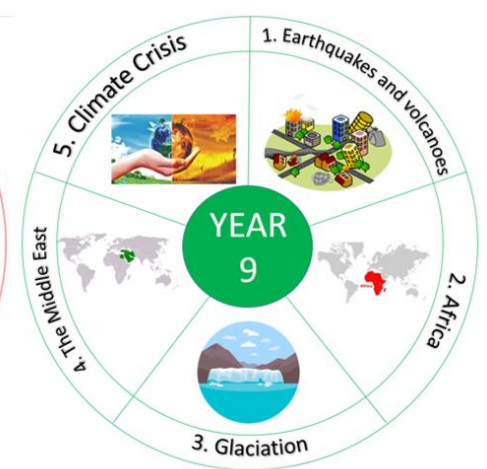 YEAR
9
1. Earthquakes and volcanoes
2. Africa
3. Glaciation
4. The Middle East
5. Climate Crisis